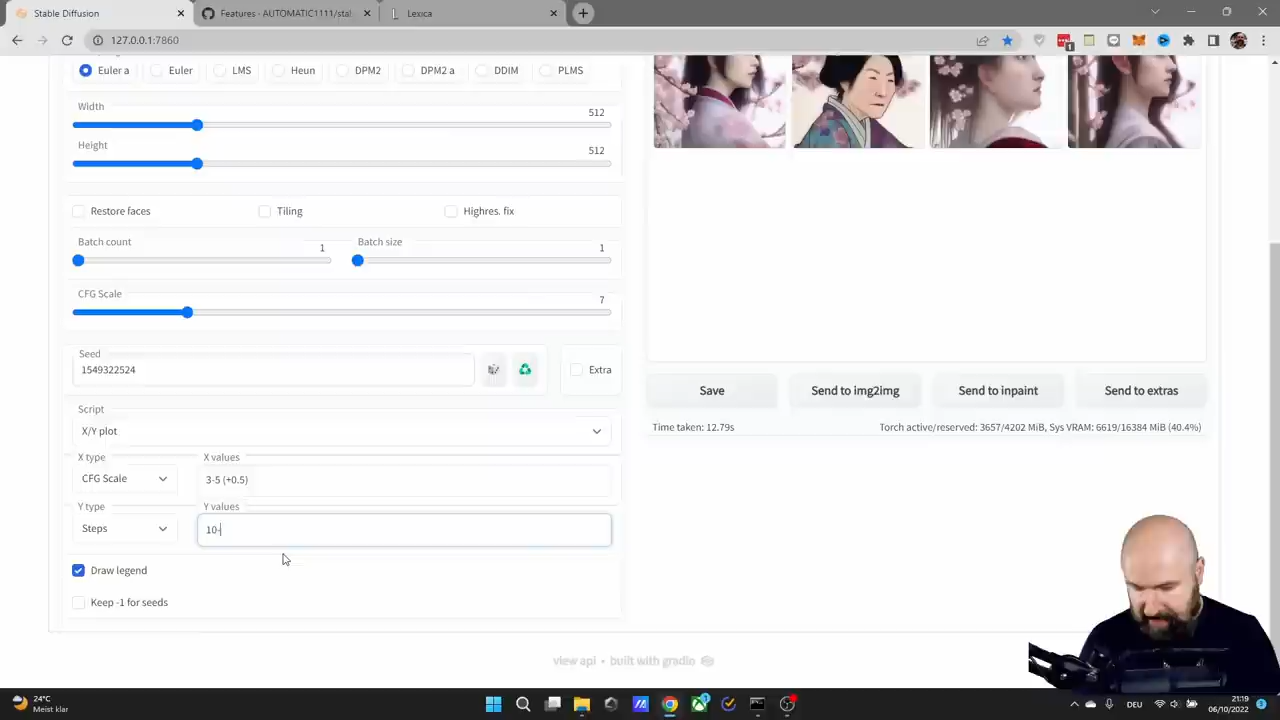 Stable Diffusion
Features - AUTOMATIC1111/stal
Lexica
127.0.0.1:7860
1
Euler a
Euler
LMS
Heun
DPM2
DPM2 a
DDIM
PLMS
Width
512
Height
512
Restore faces
Tiling
Highres. fix
Batch count
1
Batch size
1
CFG Scale
7
Seed
1549322524
Extra
Script
X/Y plot
X type
CFG Scale
X values
3-5 (+0.5)
Y type
Steps
Y values
10-
Draw legend
Keep -1 for seeds
Save
Send to img2img
Send to inpaint
Send to extras
Time taken: 12.79s
Torch active/reserved: 3657/4202 MiB, Sys VRAM: 6619/16384 MiB (40.4%)
view api • built with gradio
24°C
Meist klar
1
DEU
21:19
06/10/2022